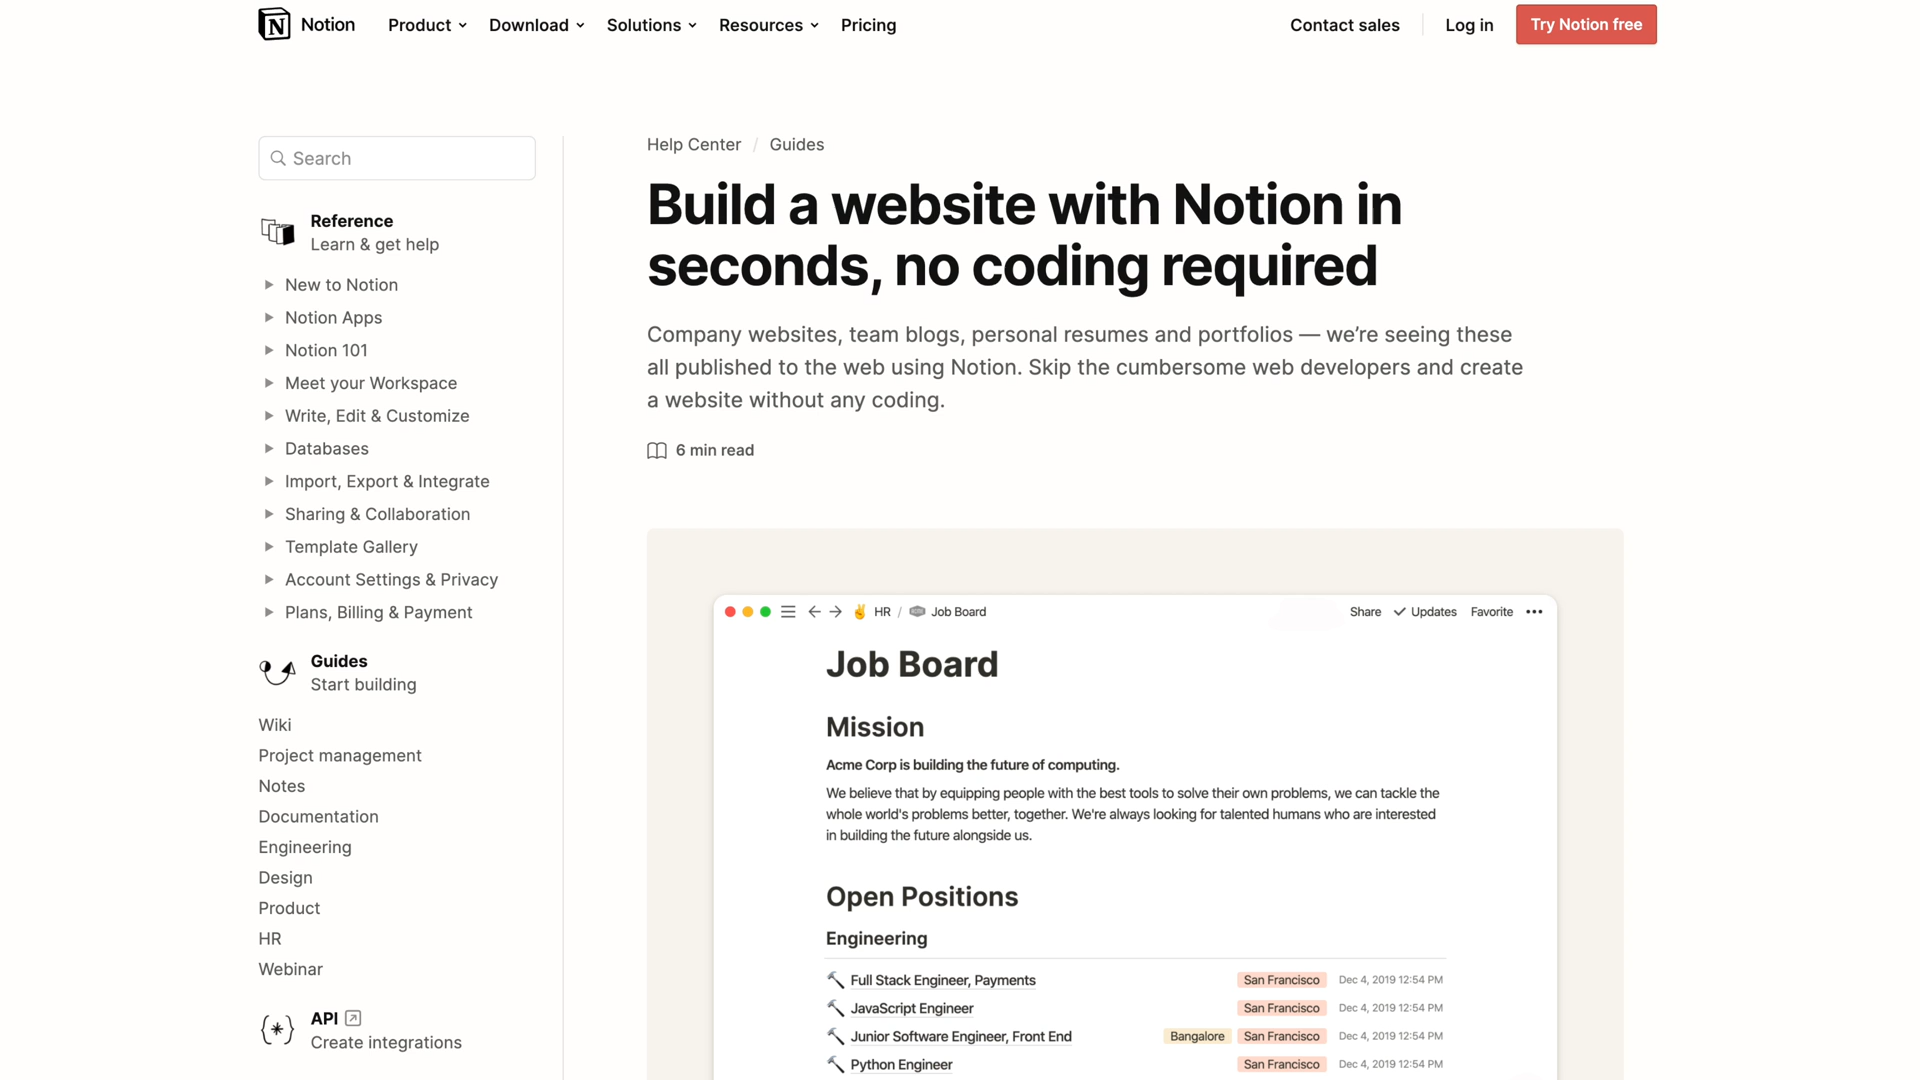 Notion
Product
Download
Solutions
Resources
Pricing
Contact sales
Log in
Try Notion free
Search
Reference
Learn & get help
New to Notion
Notion Apps
Notion 101
Meet your Workspace
Write, Edit & Customize
Databases
Import, Export & Integrate
Sharing & Collaboration
Template Gallery
Account Settings & Privacy
Plans, Billing & Payment
Guides
Start building
Wiki
Project management
Notes
Documentation
Engineering
Design
Product
HR
Webinar
API
Create integrations
Help Center / Guides
Build a website with Notion in
seconds, no coding required
Company websites, team blogs, personal resumes and portfolios — we’re seeing these
all published to the web using Notion. Skip the cumbersome web developers and create
a website without any coding.
6 min read
HR / Job Board
Share
Updates
Favorite
Job Board
Mission
Acme Corp is building the future of computing.
We believe that by equipping people with the best tools to solve their own problems, we can tackle the
whole world's problems better, together. We're always looking for talented humans who are interested
in building the future alongside us.
Open Positions
Engineering
Full Stack Engineer, Payments San Francisco Dec 4, 2019 12:54 PM
JavaScript Engineer San Francisco Dec 4, 2019 12:54 PM
Junior Software Engineer, Front End Bangalore San Francisco Dec 4, 2019 12:54 PM
Python Engineer San Francisco Dec 4, 2019 12:54 PM